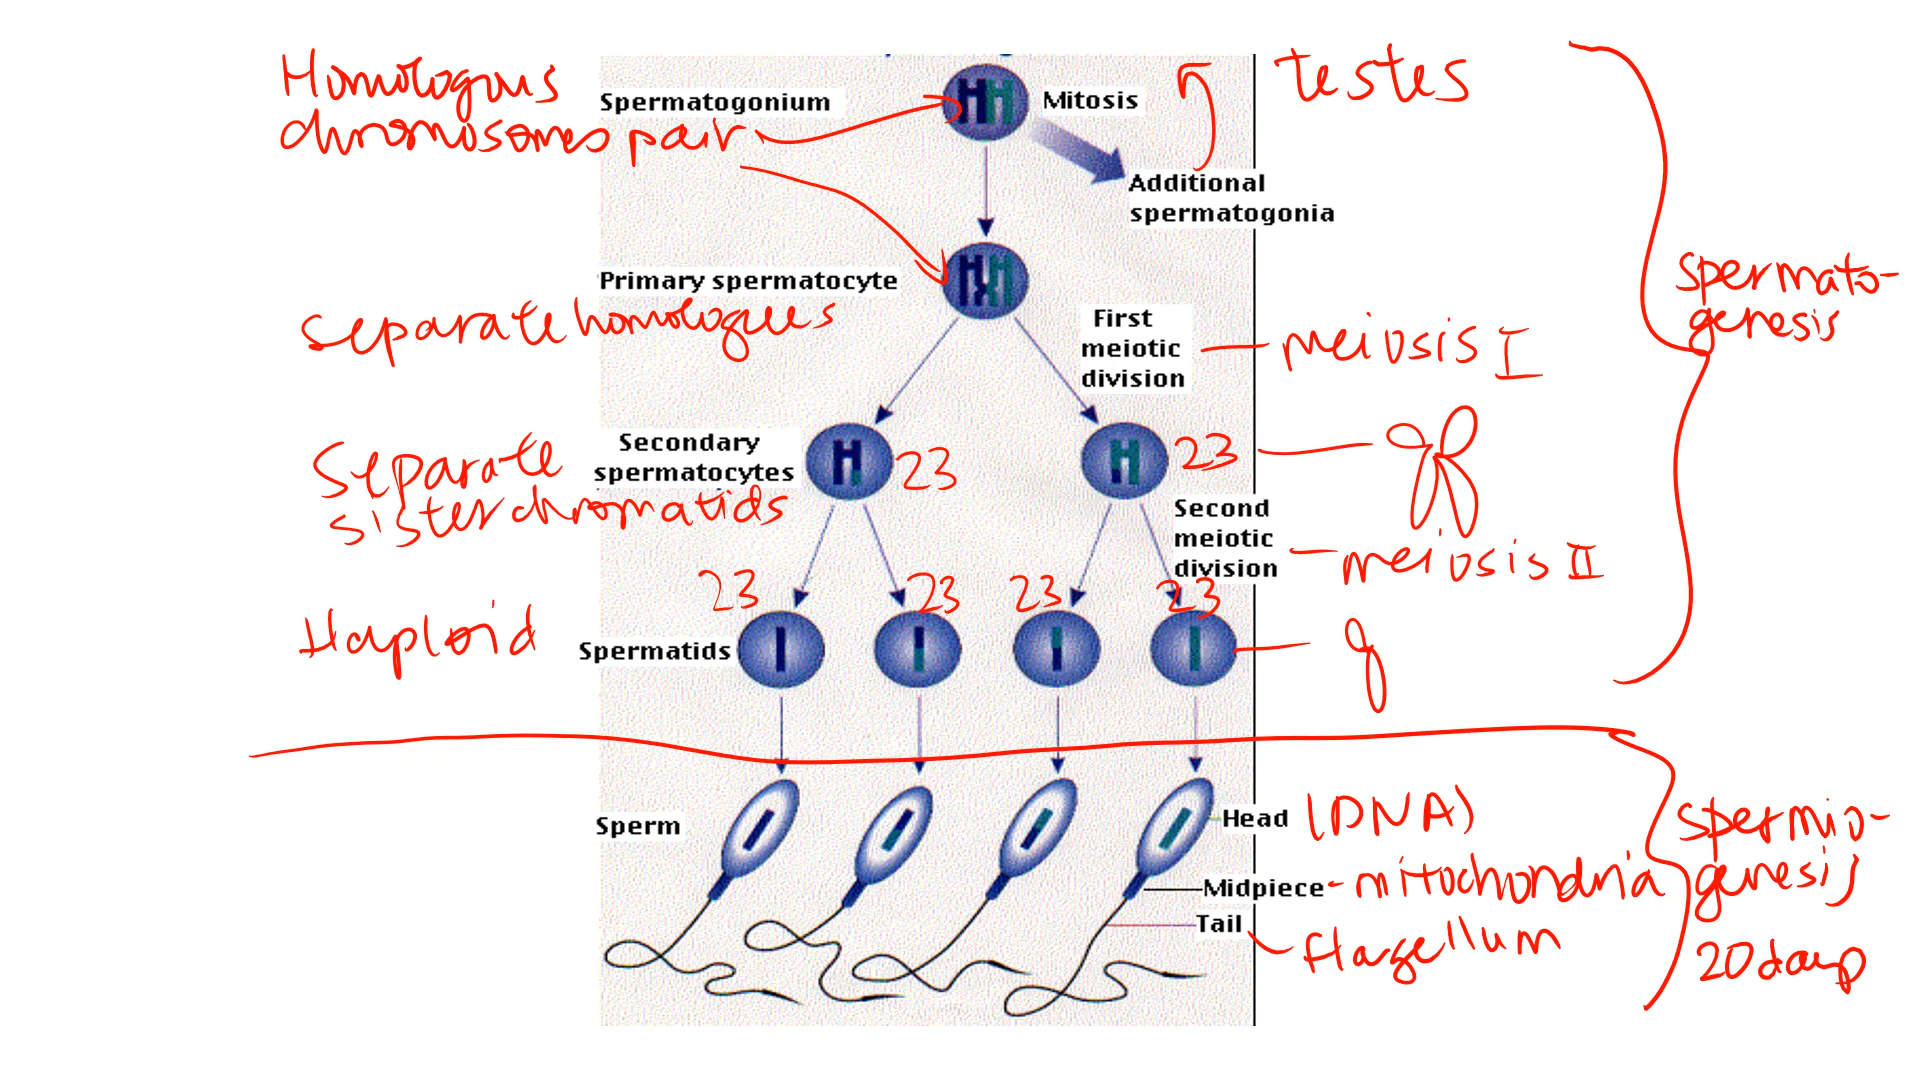 Homologous
chromosomes pair
testes
Spermatogonium
Mitosis
Additional
spermatogonia
Primary spermatocyte
separate homologues
First
meiotic
division
meiosis I
spermato-
genesis
Secondary
spermatocytes
Separate
sister chromatids
23
23
Second
meiotic
division
meiosis II
23
23
23
23
Haploid
Spermatids
Sperm
Head (DNA)
Midpiece - mitochondria
Tail
flagellum
spermio-
genesis
20 days